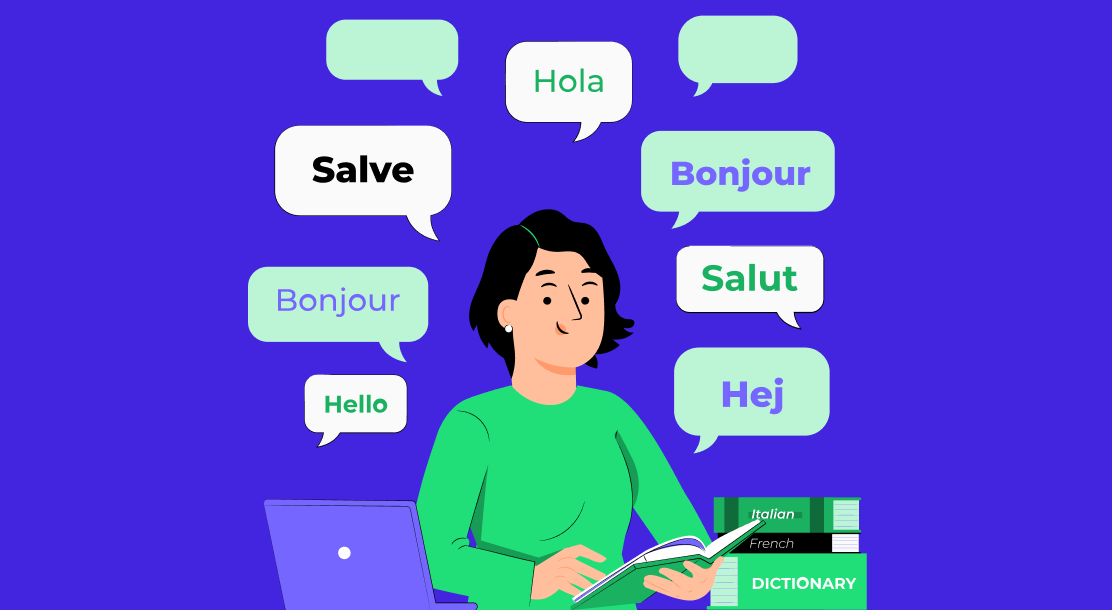 Hola
Salve
Bonjour
Salut
Bonjour
Hej
Hello
Italian
French
DICTIONARY